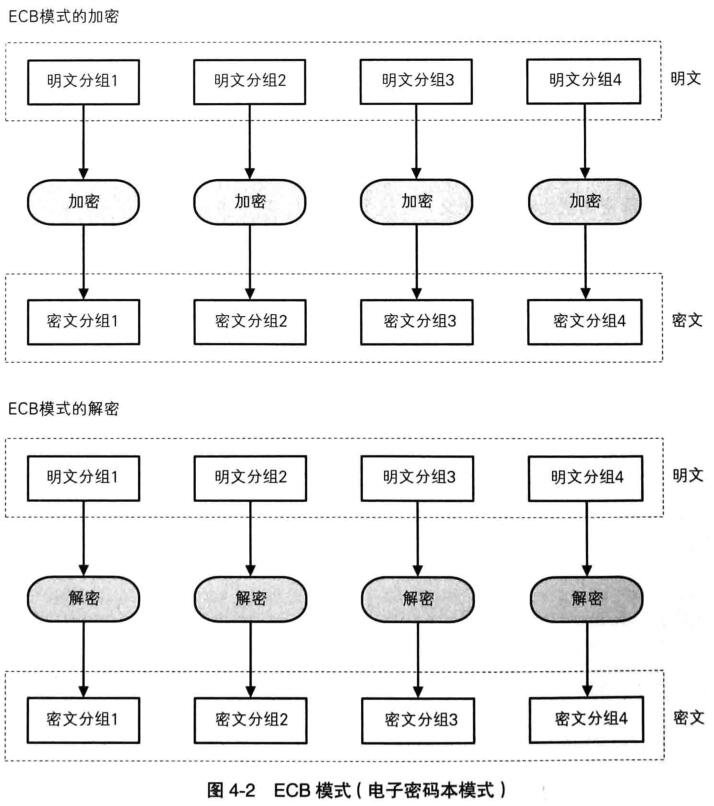 ECB模式的加密
明文分组1 明文分组2 明文分组3 明文分组4 明文
加密 加密 加密 加密
密文分组1 密文分组2 密文分组3 密文分组4 密文
ECB模式的解密
明文分组1 明文分组2 明文分组3 明文分组4 明文
解密 解密 解密 解密
密文分组1 密文分组2 密文分组3 密文分组4 密文
图 4-2 ECB 模式（电子密码本模式）